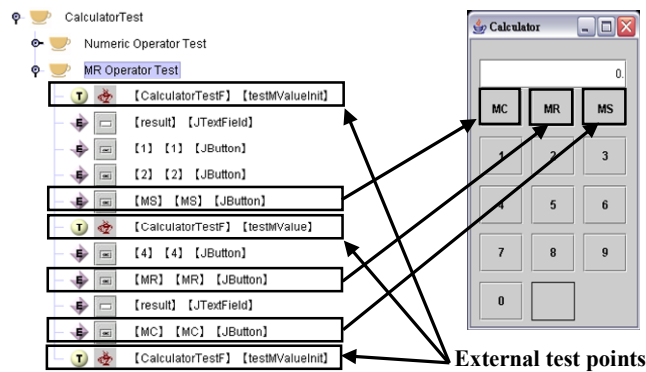 CalculatorTest
Numeric Operator Test
MR Operator Test
T 【CalculatorTestF】【testMValueInit】
E 【result】【JTextField】
E 【1】【1】【JButton】
E 【2】【2】【JButton】
E 【MS】【MS】【JButton】
T 【CalculatorTestF】【testMValue】
E 【4】【4】【JButton】
E 【MR】【MR】【JButton】
E 【result】【JTextField】
E 【MC】【MC】【JButton】
T 【CalculatorTestF】【testMValueInit】
Calculator
0.
MC MR MS
1 2 3
4 5 6
7 8 9
0
External test points